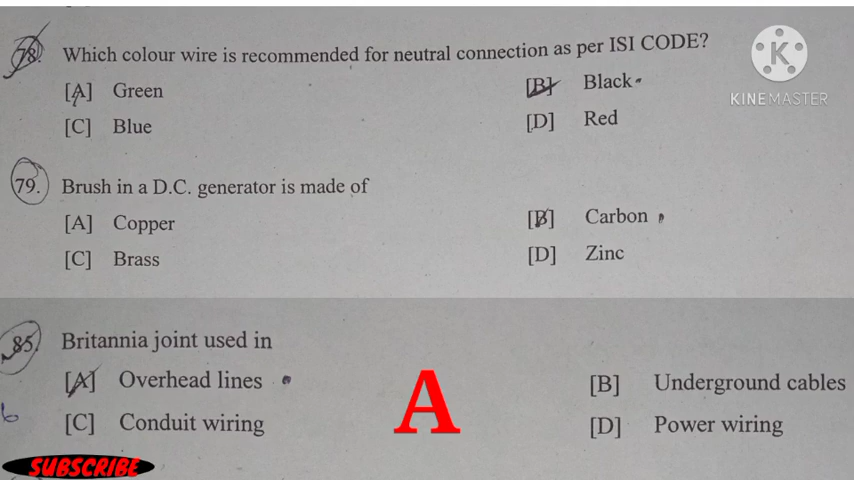 78. Which colour wire is recommended for neutral connection as per ISI CODE?
[A] Green [B] Black
[C] Blue [D] Red
KINEMASTER
79. Brush in a D.C. generator is made of
[A] Copper [B] Carbon
[C] Brass [D] Zinc
85. Britannia joint used in
[A] Overhead lines [B] Underground cables
[C] Conduit wiring [D] Power wiring
A
SUBSCRIBE